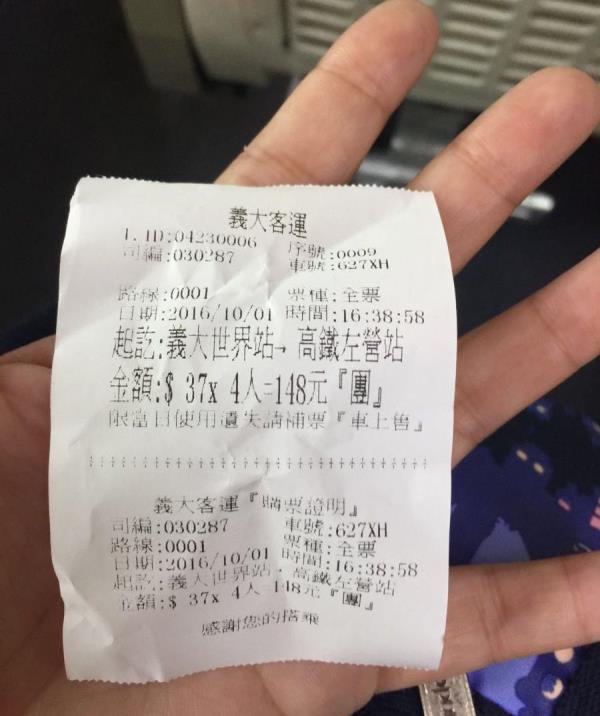 義大客運
I.ID:04230006 序號:0009
司編:030287 車號:627XH
路線:0001 票種:全票
日期:2016/10/01 時間:16:38:58
起訖:義大世界站→ 高鐵左營站
金額:$ 37x 4人=148元『團』
限當日使用遺失請補票『車上售』
義大客運『購票證明』
司編:030287 車號:627XH
路線:0001 票種:全票
日期:2016/10/01 時間:16:38:58
起訖:義大世界站→高鐵左營站
金額:$ 37x 4人=148元『團』
感謝您的搭乘